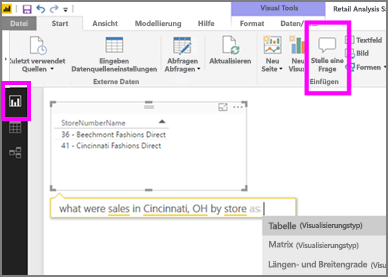 Visual Tools
Retail Analysis S
Datei
Start
Ansicht
Modellierung
Hilfe
Format
Daten/
Zuletzt verwendet
Quellen
Eingeben
Datenquelleneinstellungen
Abfragen
Abfragen
Aktualisieren
Neue
Seite
Neues
Visual
Stelle eine
Frage
Textfeld
Bild
Formen
Externe Daten
Einfügen
StoreNumberName
36 - Beechmont Fashions Direct
41 - Cincinnati Fashions Direct
what were sales in Cincinnati, OH by store as
Tabelle (Visualisierungstyp)
Matrix (Visualisierungstyp)
Längen- und Breitengrade (Visu